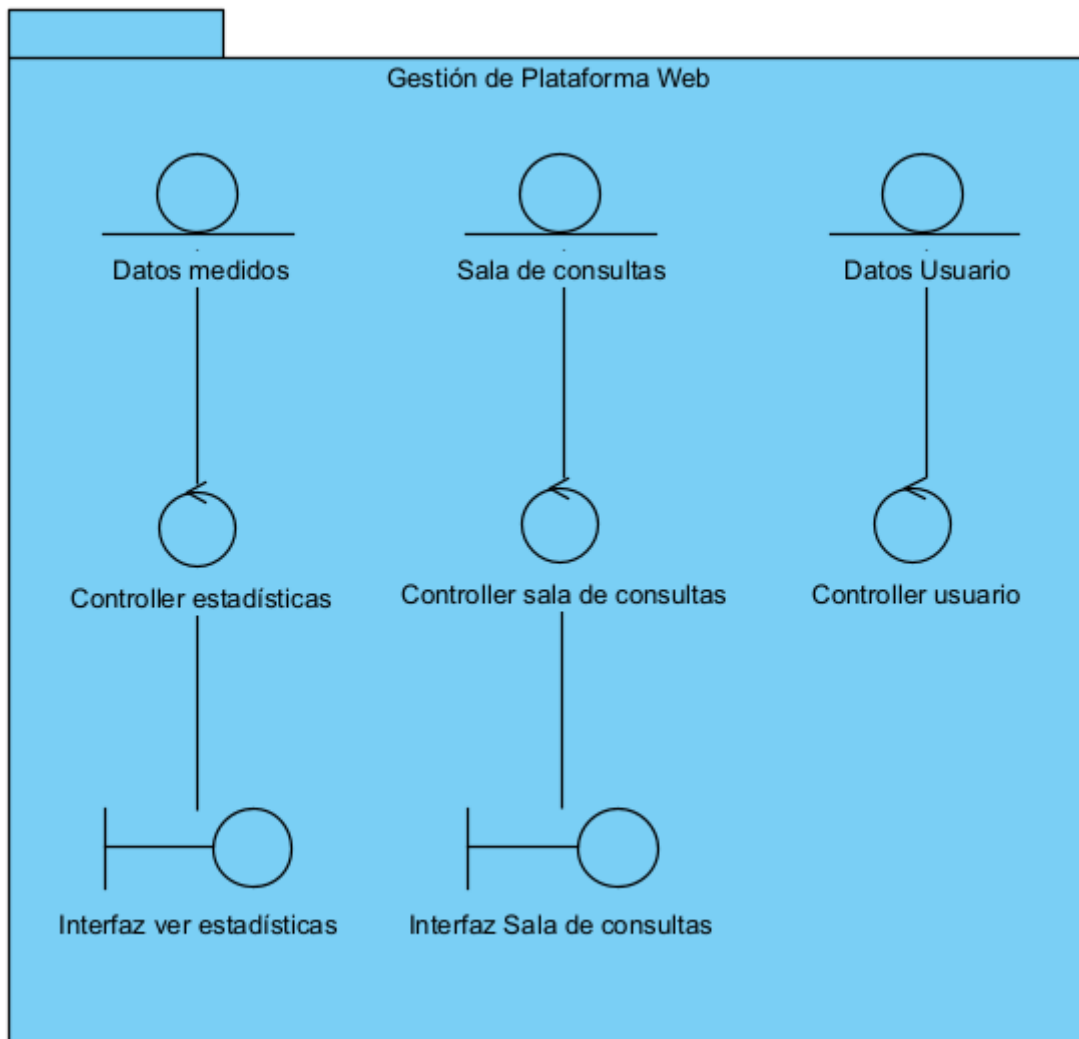 Gestión de Plataforma Web
Datos medidos
Sala de consultas
Datos Usuario
Controller estadísticas
Controller sala de consultas
Controller usuario
Interfaz ver estadísticas
Interfaz Sala de consultas